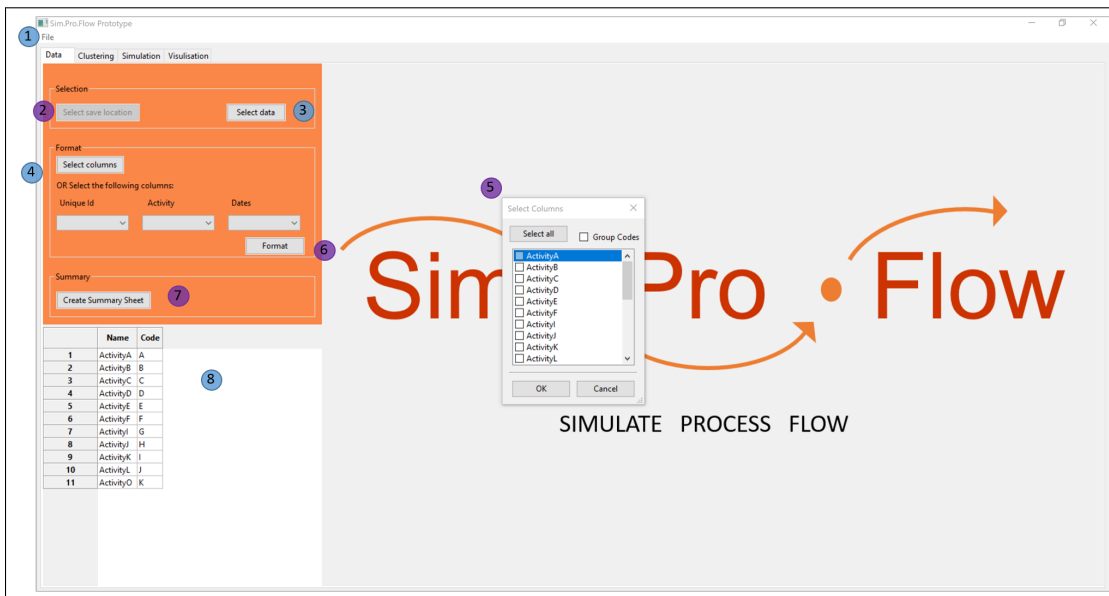 Sim.Pro.Flow Prototype
1
File
Data Clustering Simulation Visulisation
Selection
2 Select save location Select data 3
Format
4 Select columns
OR Select the following columns:
Unique Id Activity Dates
Format 6
Summary
Create Summary Sheet 7
Name Code
1 ActivityA A
2 ActivityB B
3 ActivityC C
4 ActivityD D
5 ActivityE E
6 ActivityF F
7 ActivityI G
8 ActivityJ H
9 ActivityK I
10 ActivityL J
11 ActivityO K
8
5
Select Columns
Select all Group Codes
ActivityA
ActivityB
ActivityC
ActivityD
ActivityE
ActivityF
ActivityI
ActivityJ
ActivityK
ActivityL
OK Cancel
Sim Pro • Flow
SIMULATE PROCESS FLOW